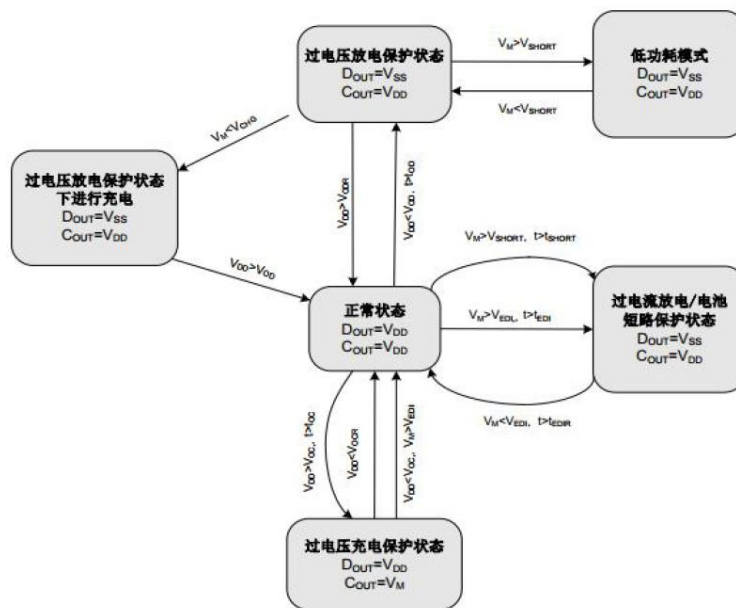 过电压放电保护状态
DOUT=VSS
COUT=VDD
VM>VSHORT
VM<VSHORT
低功耗模式
DOUT=VSS
COUT=VDD
VM<VCHG
过电压放电保护状态
下进行充电
DOUT=VSS
COUT=VDD
VDD>VODR
VDD<VOD, t>tOD
VDD>VOD
正常状态
DOUT=VDD
COUT=VDD
VM>VSHORT, t>tSHORT
VM>VEDI, t>tEDI
VM<VEDI, t>tEDIR
过电流放电/电池
短路保护状态
DOUT=VSS
COUT=VDD
VDD>VOC, t>tOC
VDD<VOCR
VDD<VOC, VM>VEDI
过电压充电保护状态
DOUT=VDD
COUT=VM